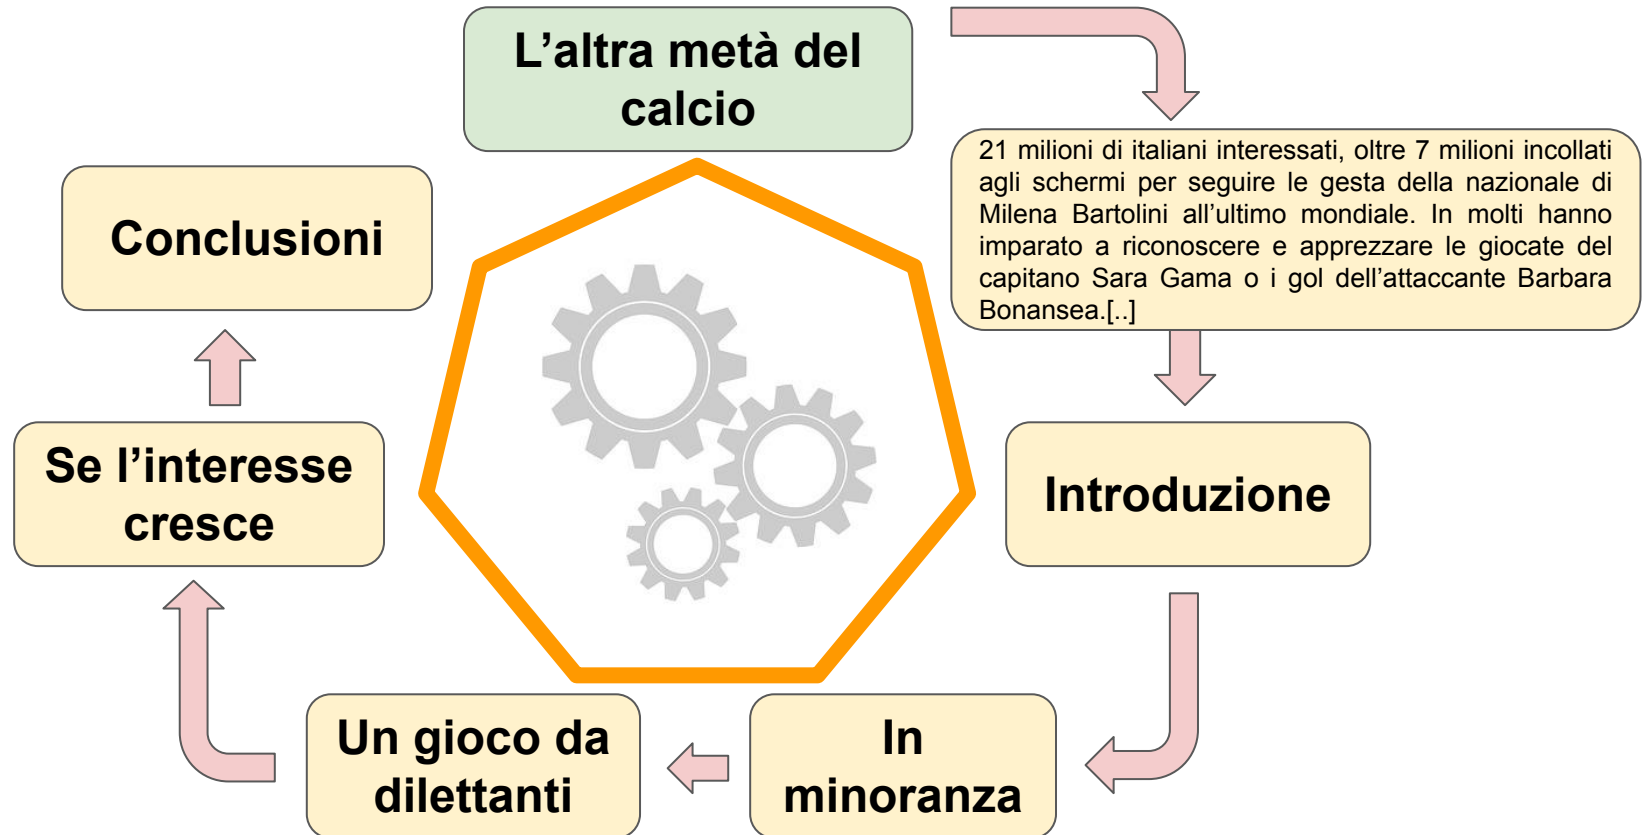 L’altra metà del
calcio
21 milioni di italiani interessati, oltre 7 milioni incollati
agli schermi per seguire le gesta della nazionale di
Milena Bartolini all’ultimo mondiale. In molti hanno
imparato a riconoscere e apprezzare le giocate del
capitano Sara Gama o i gol dell’attaccante Barbara
Bonansea.[..]
Introduzione
In
minoranza
Un gioco da
dilettanti
Se l’interesse
cresce
Conclusioni